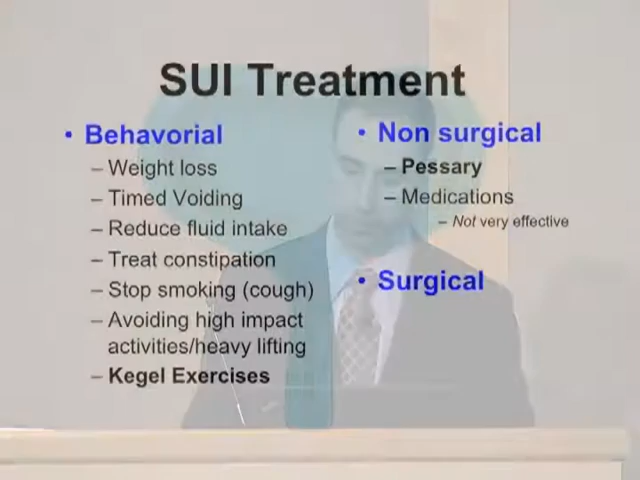 SUI Treatment
• Behavorial
– Weight loss
– Timed Voiding
– Reduce fluid intake
– Treat constipation
– Stop smoking (cough)
– Avoiding high impact
activities/heavy lifting
– Kegel Exercises
• Non surgical
– Pessary
– Medications
– Not very effective
• Surgical